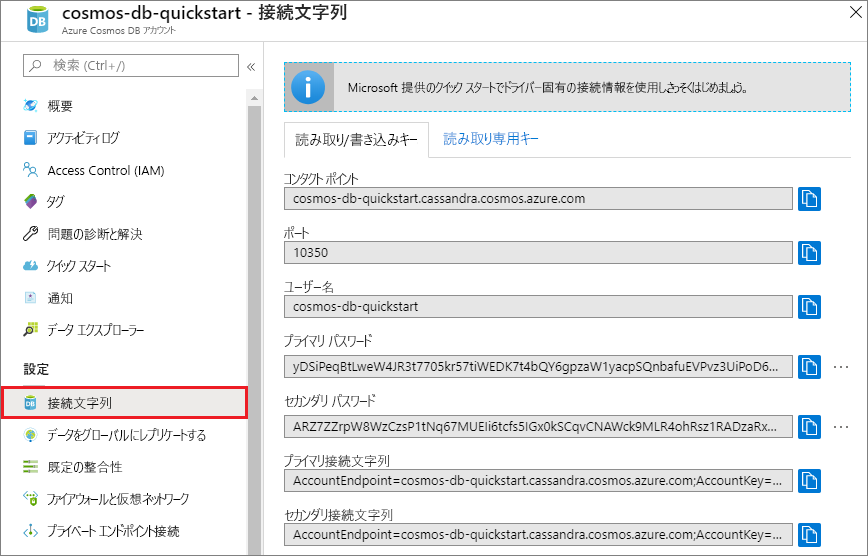 cosmos-db-quickstart - 接続文字列
Azure Cosmos DB アカウント
検索 (Ctrl+/)
概要
アクティビティログ
Access Control (IAM)
タグ
問題の診断と解決
クイック スタート
通知
データ エクスプローラー
設定
接続文字列
データをグローバルにレプリケートする
既定の整合性
ファイアウォールと仮想ネットワーク
プライベート エンドポイント接続
Microsoft 提供のクイック スタートでドライバー固有の接続情報を使用しさっそくはじめましょう。
読み取り/書き込みキー
読み取り専用キー
コンタクト ポイント
cosmos-db-quickstart.cassandra.cosmos.azure.com
ポート
10350
ユーザー名
cosmos-db-quickstart
プライマリ パスワード
yDSiPeqBtLweW4JR3t7705kr57tiWEDK7t4bQY6gpzaW1yacpSQnbafuEVPvz3UiPoD6...
セカンダリ パスワード
ARZ7ZZrpW8WzCzsP1tNq67MUEIi6tcfs5IGx0kSCqvCNAWck9MLR4ohRsz1RADzaRx...
プライマリ接続文字列
AccountEndpoint=cosmos-db-quickstart.cassandra.cosmos.azure.com;AccountKey=...
セカンダリ接続文字列
AccountEndpoint=cosmos-db-quickstart.cassandra.cosmos.azure.com;AccountKey=...